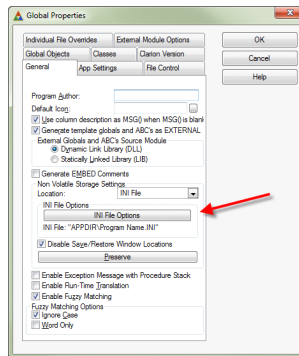 Global Properties
Individual File Overrides
External Module Options
Global Objects
Classes
Clarion Version
General
App Settings
File Control
OK
Cancel
Help
Program Author:
Default Icon:
Use column description as MSG() when MSG() is blank
Generate template globals and ABC's as EXTERNAL
External Globals and ABC's Source Module
Dynamic Link Library (DLL)
Statically Linked Library (LIB)
Generate EMBED Comments
Non Volatile Storage Settings
Location: INI File
INI File Options
INI File Options
INI File: "APPDIR\Program Name.INI"
Disable Save/Restore Window Locations
Preserve
Enable Exception Message with Procedure Stack
Enable Run-Time Translation
Enable Fuzzy Matching
Fuzzy Matching Options
Ignore Case
Word Only